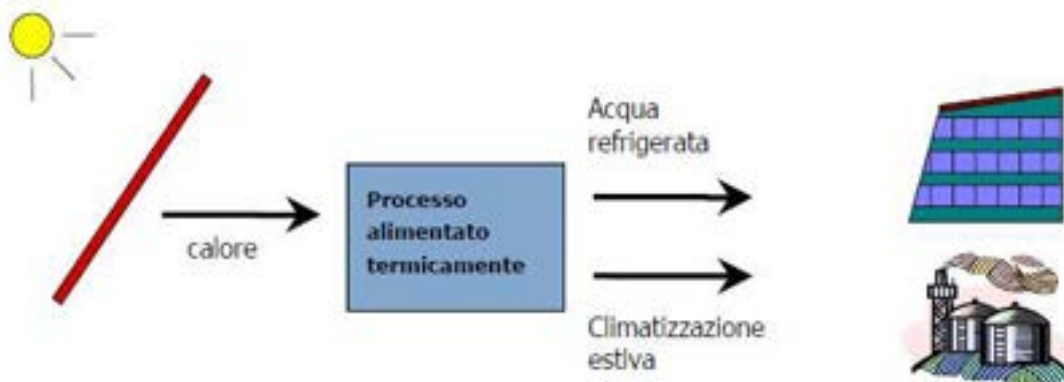 calore
Processo
alimentato
termicamente
Acqua
refrigerata
Climatizzazione
estiva